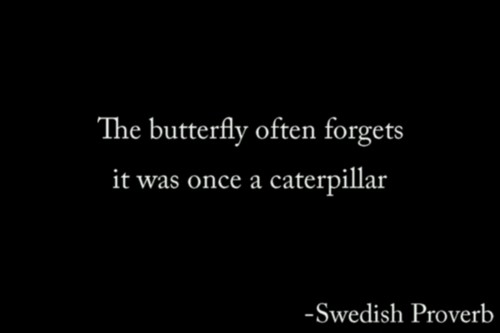 The butterfly often forgets
it was once a caterpillar
-Swedish Proverb